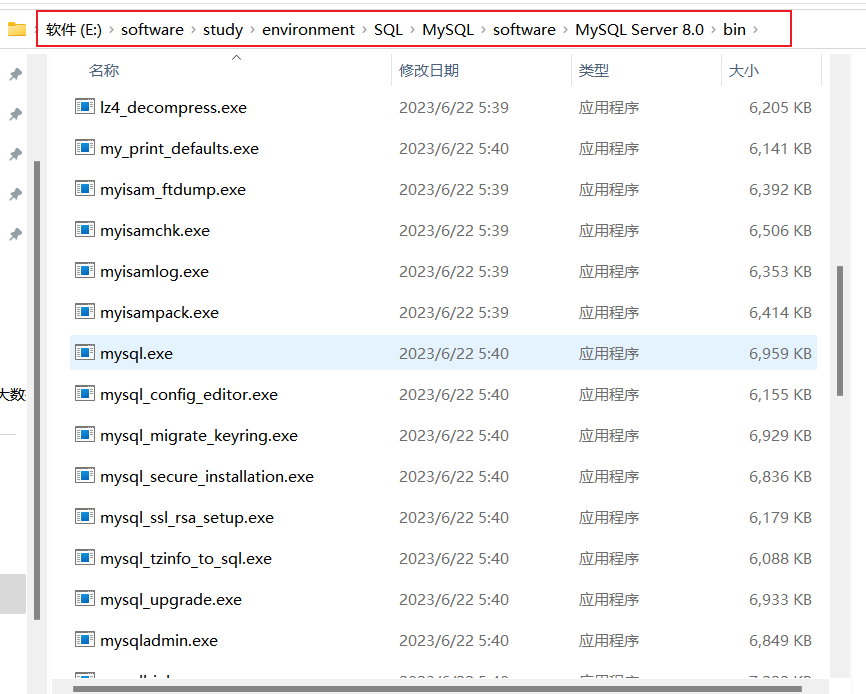 软件 (E:) › software › study › environment › SQL › MySQL › software › MySQL Server 8.0 › bin ›
名称 修改日期 类型 大小
lz4_decompress.exe 2023/6/22 5:39 应用程序 6,205 KB
my_print_defaults.exe 2023/6/22 5:40 应用程序 6,141 KB
myisam_ftdump.exe 2023/6/22 5:39 应用程序 6,392 KB
myisamchk.exe 2023/6/22 5:39 应用程序 6,506 KB
myisamlog.exe 2023/6/22 5:39 应用程序 6,353 KB
myisampack.exe 2023/6/22 5:39 应用程序 6,414 KB
mysql.exe 2023/6/22 5:40 应用程序 6,959 KB
大数 mysql_config_editor.exe 2023/6/22 5:40 应用程序 6,155 KB
mysql_migrate_keyring.exe 2023/6/22 5:40 应用程序 6,929 KB
mysql_secure_installation.exe 2023/6/22 5:40 应用程序 6,836 KB
mysql_ssl_rsa_setup.exe 2023/6/22 5:40 应用程序 6,179 KB
mysql_tzinfo_to_sql.exe 2023/6/22 5:40 应用程序 6,088 KB
mysql_upgrade.exe 2023/6/22 5:40 应用程序 6,933 KB
mysqladmin.exe 2023/6/22 5:40 应用程序 6,849 KB